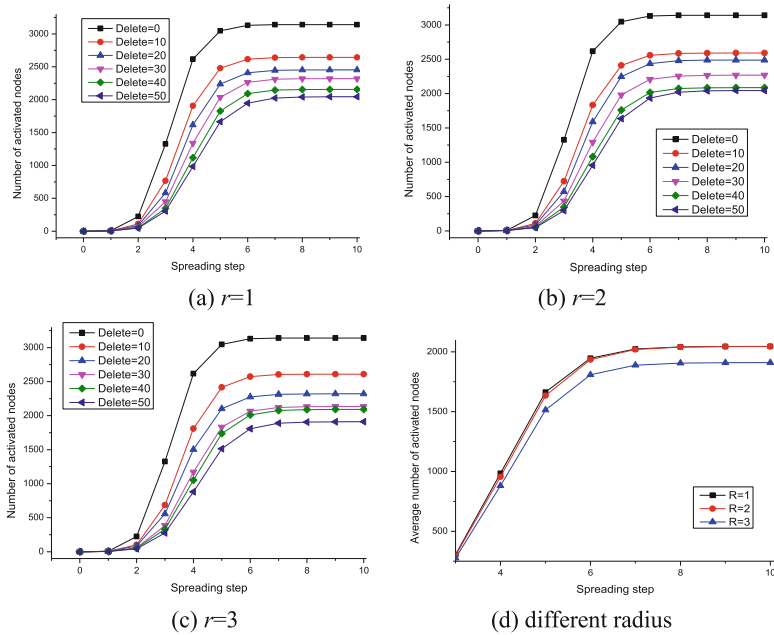 Number of activated nodes
3000
2500
2000
1500
1000
500
0
Delete=0
Delete=10
Delete=20
Delete=30
Delete=40
Delete=50
0 2 4 6 8 10
Spreading step
(a) r=1
Number of activated nodes
3000
2500
2000
1500
1000
500
0
Delete=0
Delete=10
Delete=20
Delete=30
Delete=40
Delete=50
0 2 4 6 8 10
Spreading step
(b) r=2
Number of activated nodes
3000
2500
2000
1500
1000
500
0
Delete=0
Delete=10
Delete=20
Delete=30
Delete=40
Delete=50
0 2 4 6 8 10
Spreading step
(c) r=3
Average number of activated nodes
2000
1500
1000
500
R=1
R=2
R=3
4 6 8 10
Spreading step
(d) different radius